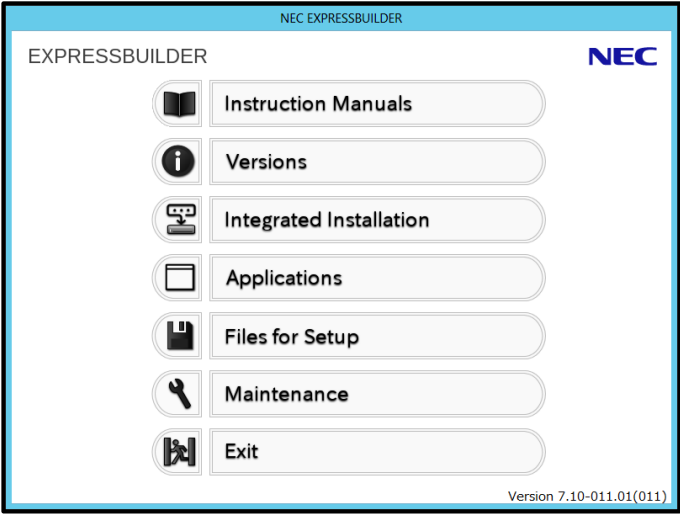 NEC EXPRESSBUILDER
EXPRESSBUILDER
NEC
Instruction Manuals
Versions
Integrated Installation
Applications
Files for Setup
Maintenance
Exit
Version 7.10-011.01(011)